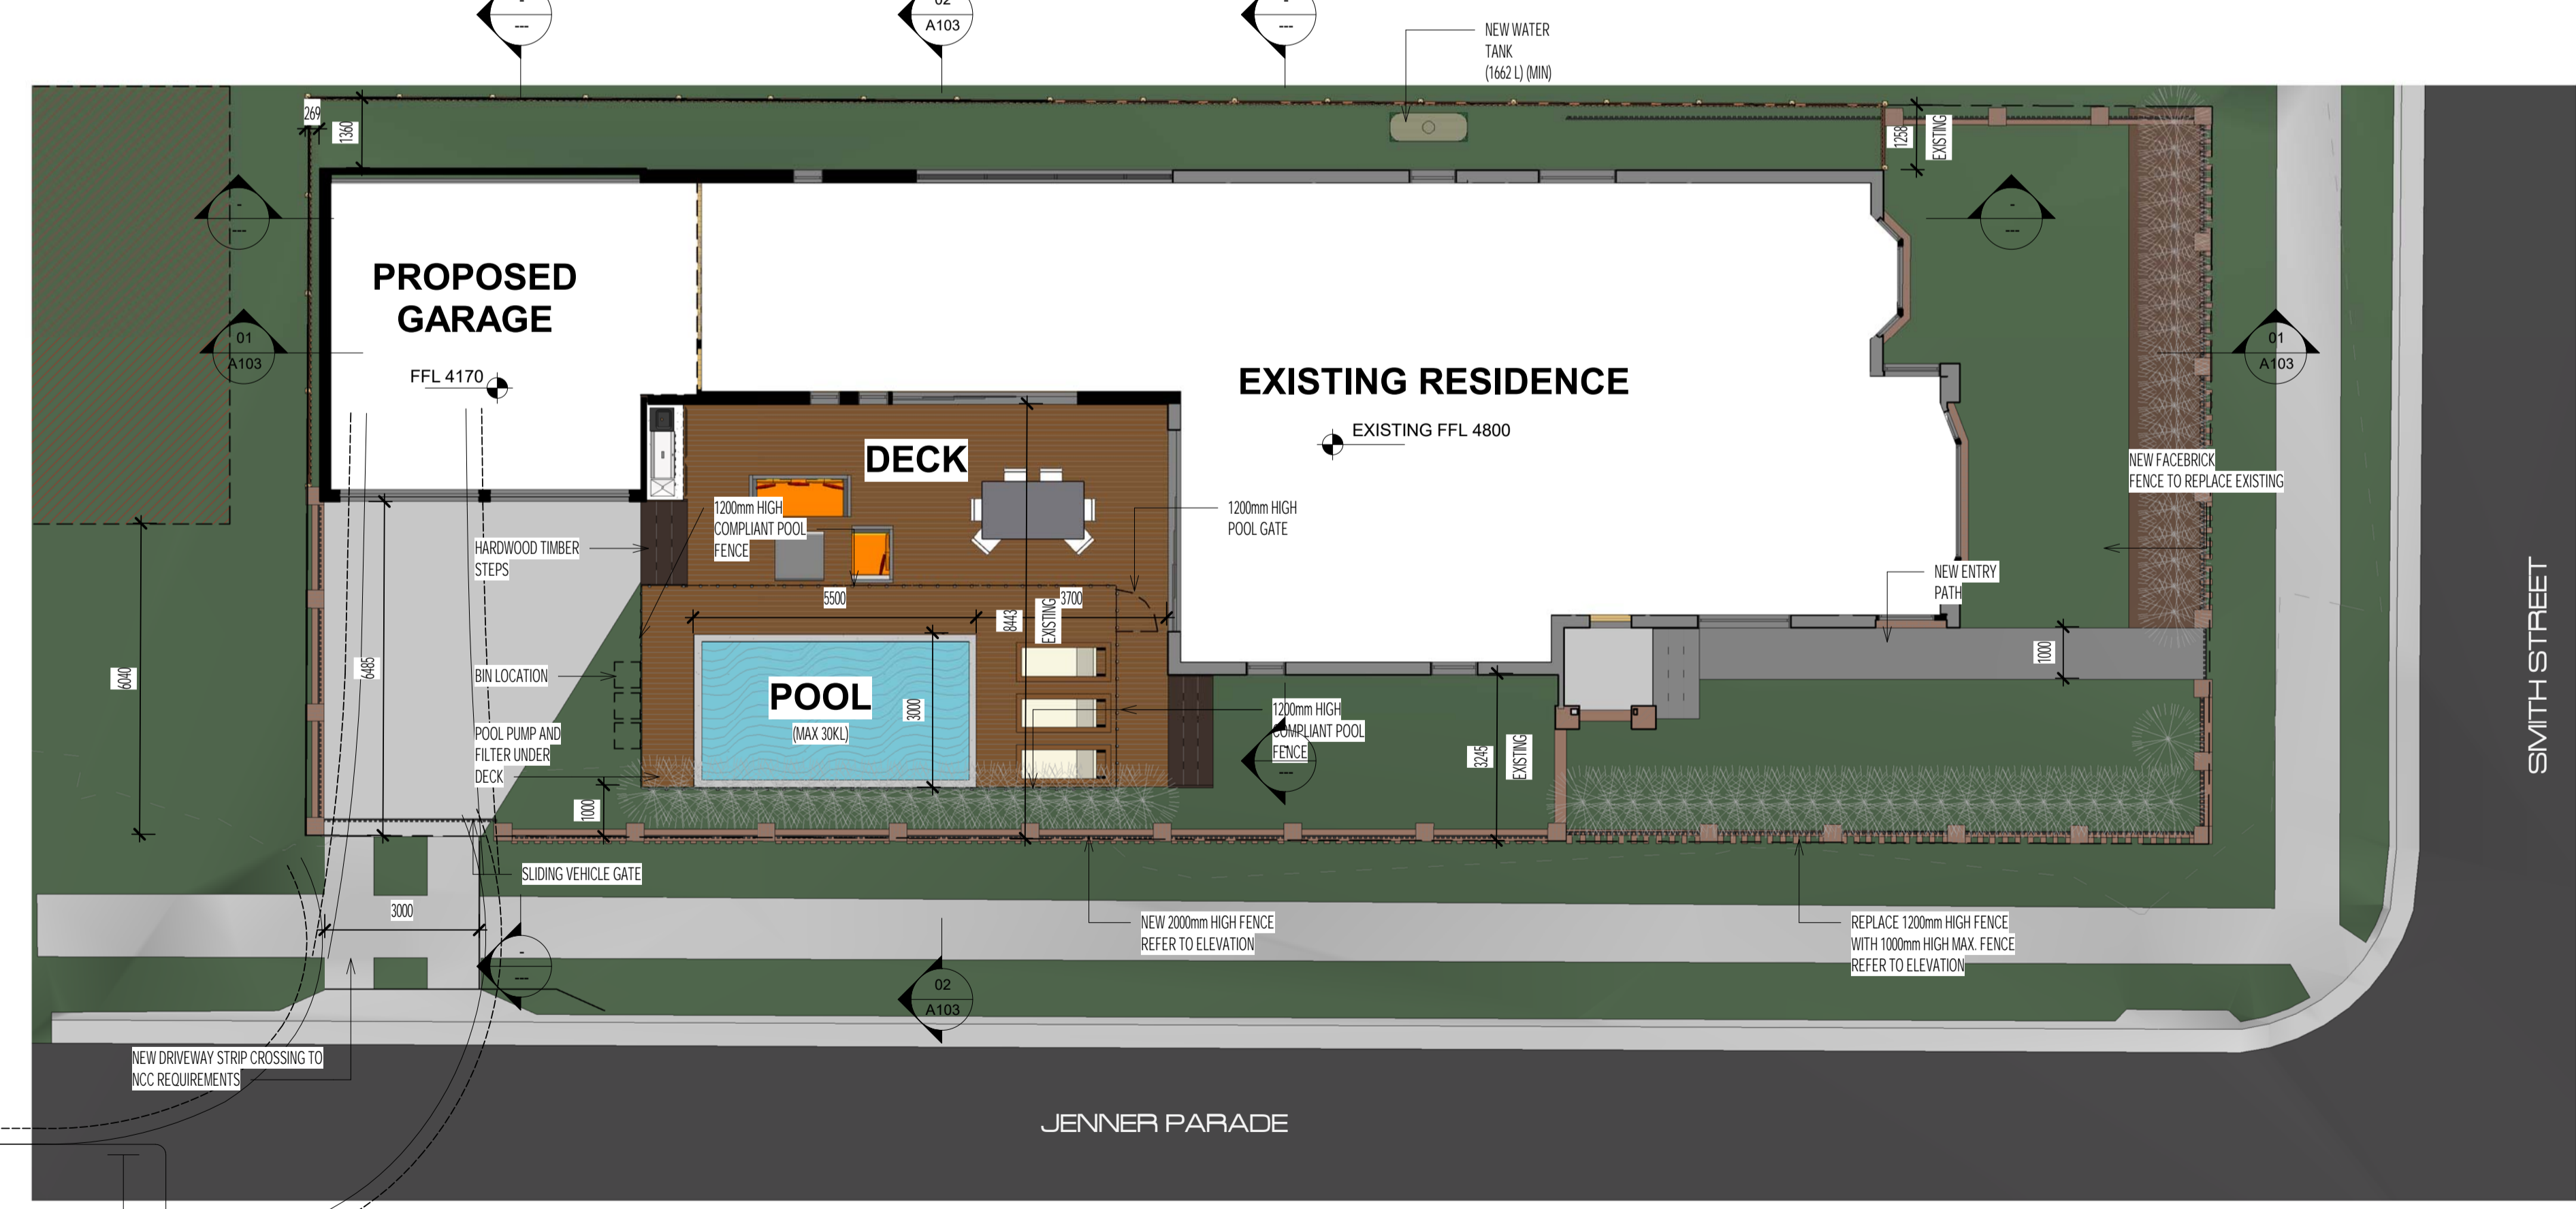 02
A103
-
---
-
---
NEW WATER
TANK
(1662 L) (MIN)
269
1360
1258
EXISTING
-
---
-
---
PROPOSED
GARAGE
FFL 4170
01
A103
01
A103
EXISTING RESIDENCE
EXISTING FFL 4800
DECK
NEW FACEBRICK
FENCE TO REPLACE EXISTING
1200mm HIGH
COMPLIANT POOL
FENCE
1200mm HIGH
POOL GATE
HARDWOOD TIMBER
STEPS
NEW ENTRY
PATH
5500
3700
8443
EXISTING
6040
6485
1000
BIN LOCATION
POOL
(MAX 30KL)
3000
POOL PUMP AND
FILTER UNDER
DECK
1200mm HIGH
COMPLIANT POOL
FENCE
---
3245
EXISTING
1000
SMITH STREET
SLIDING VEHICLE GATE
3000
NEW 2000mm HIGH FENCE
REFER TO ELEVATION
REPLACE 1200mm HIGH FENCE
WITH 1000mm HIGH MAX. FENCE
REFER TO ELEVATION
-
---
02
A103
NEW DRIVEWAY STRIP CROSSING TO
NCC REQUIREMENTS
JENNER PARADE